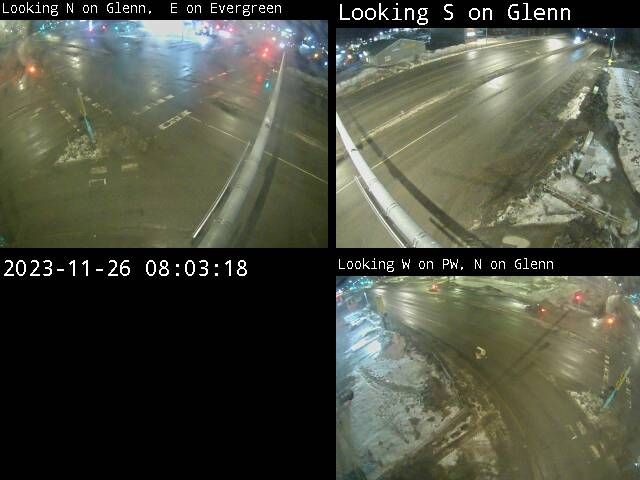 Looking N on Glenn,  E on Evergreen
Looking S on Glenn
2023-11-26 08:03:18
Looking W on PW, N on Glenn